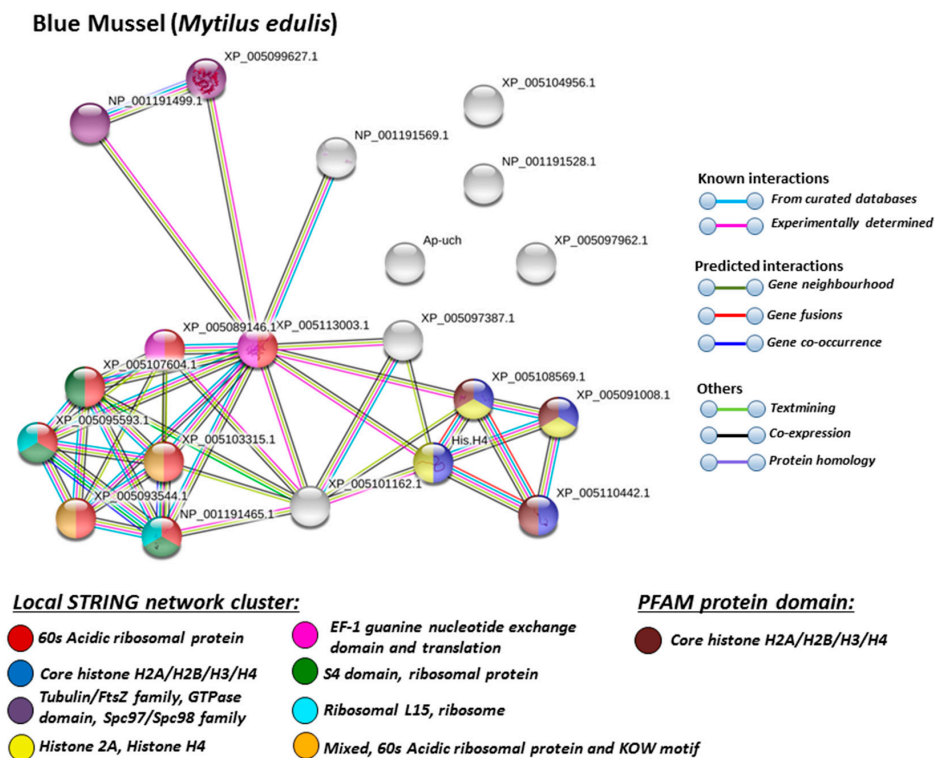 Blue Mussel (Mytilus edulis)
XP_005099627.1
NP_001191499.1
XP_005104956.1
NP_001191569.1
NP_001191528.1
Ap-uch
XP_005097962.1
XP_005089146.1
XP_005113003.1
XP_005097387.1
XP_005107604.1
XP_005108569.1
XP_005091008.1
XP_005095593.1
XP_005103315.1
His.H4
XP_005101162.1
XP_005093544.1
NP_001191465.1
XP_005110442.1
Known interactions
From curated databases
Experimentally determined
Predicted interactions
Gene neighbourhood
Gene fusions
Gene co-occurrence
Others
Textmining
Co-expression
Protein homology
Local STRING network cluster:
60s Acidic ribosomal protein
Core histone H2A/H2B/H3/H4
Tubulin/FtsZ family, GTPase
domain, Spc97/Spc98 family
Histone 2A, Histone H4
EF-1 guanine nucleotide exchange
domain and translation
S4 domain, ribosomal protein
Ribosomal L15, ribosome
Mixed, 60s Acidic ribosomal protein and KOW motif
PFAM protein domain:
Core histone H2A/H2B/H3/H4